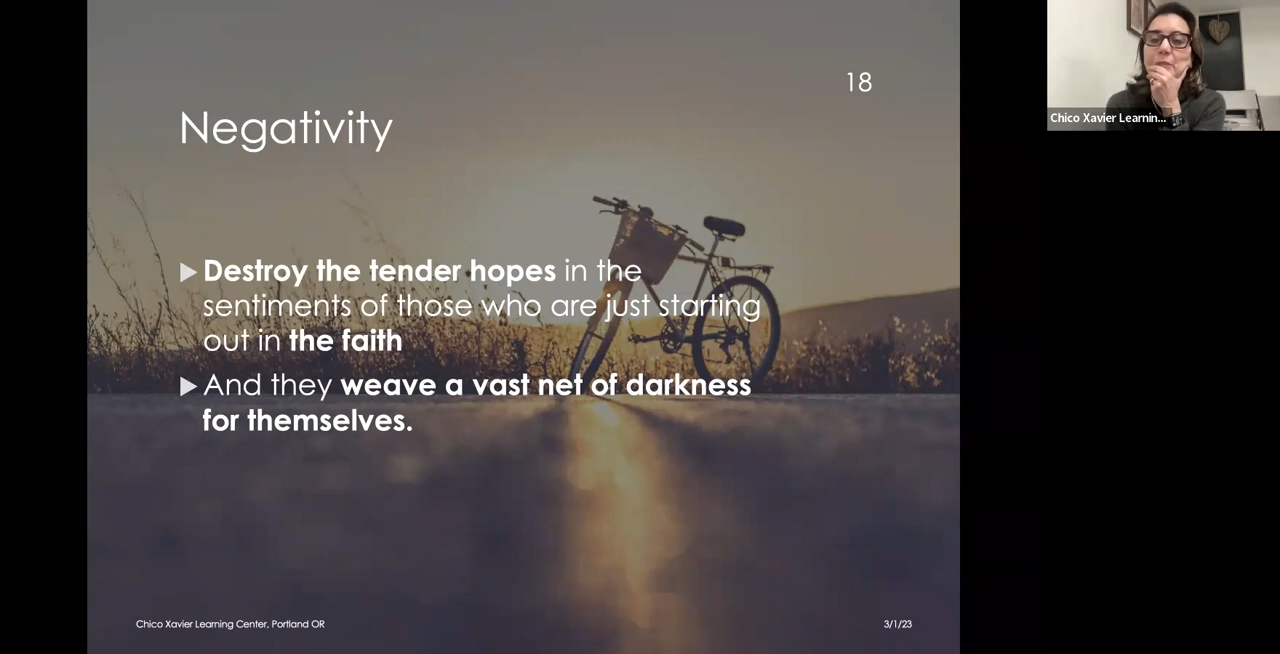 18
Negativity
Destroy the tender hopes in the
sentiments of those who are just starting
out in the faith
And they weave a vast net of darkness
for themselves.
Chico Xavier Learning Center, Portland OR
3/1/23
Chico Xavier Learnin...